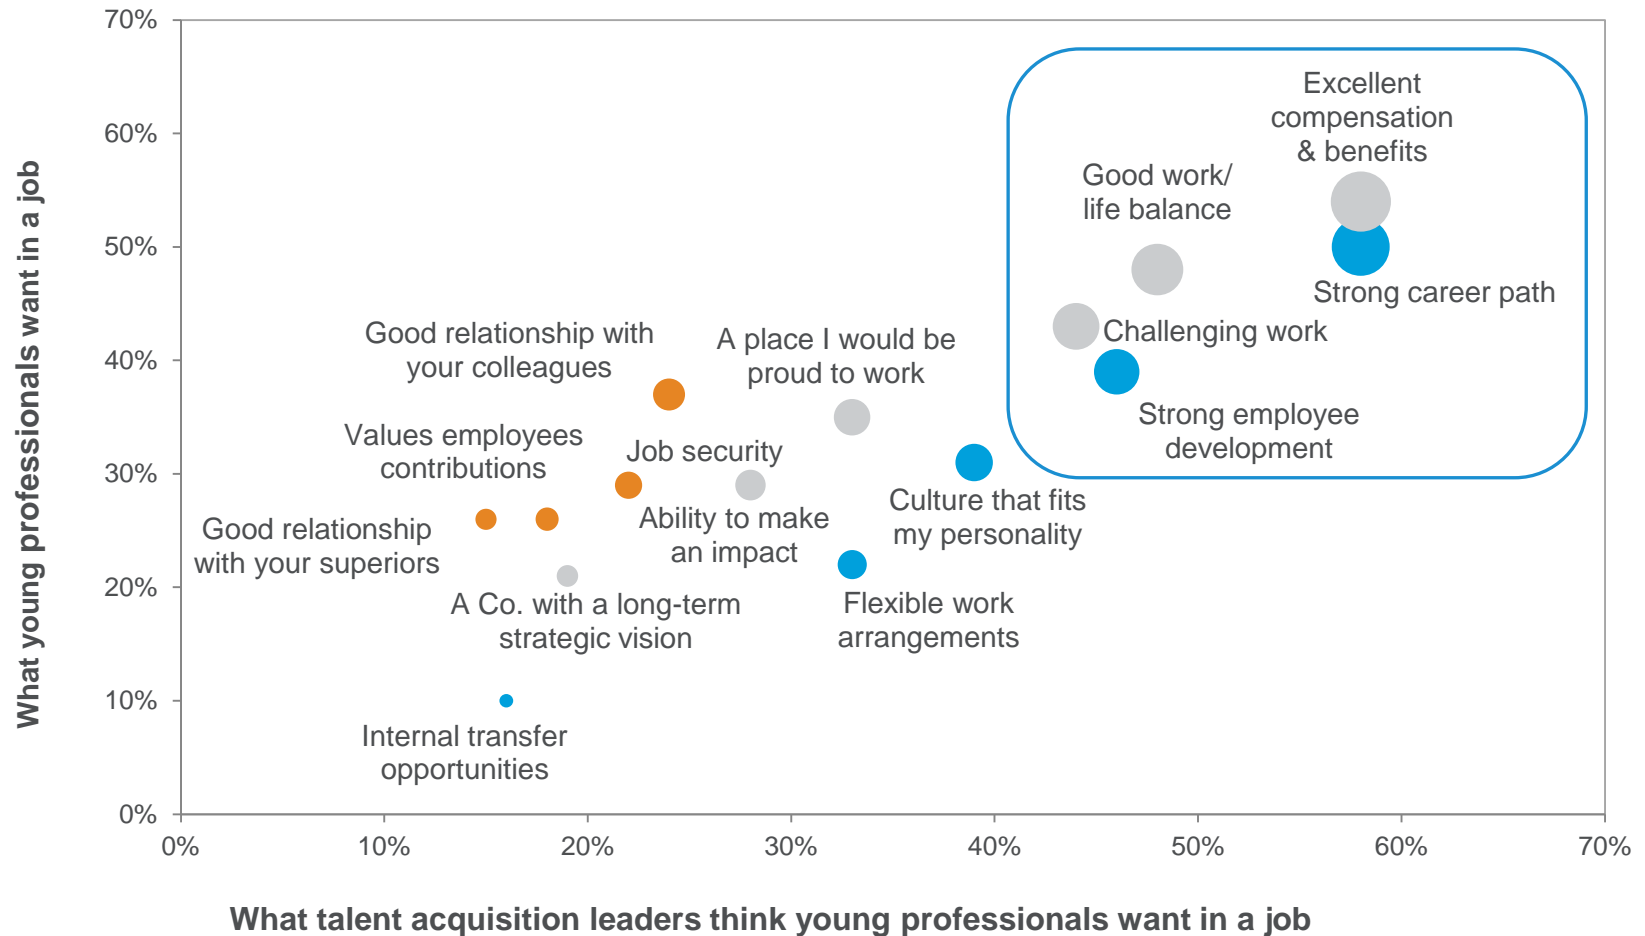 70%
60%
50%
40%
30%
20%
10%
0%
0%
10%
20%
30%
40%
50%
60%
70%
What young professionals want in a job
What talent acquisition leaders think young professionals want in a job
Excellent
compensation
& benefits
Good work/
life balance
Strong career path
Challenging work
Strong employee
development
Good relationship with
your colleagues
A place I would be
proud to work
Values employees
contributions
Job security
Good relationship
with your superiors
Ability to make
an impact
Culture that fits
my personality
A Co. with a long-term
strategic vision
Flexible work
arrangements
Internal transfer
opportunities